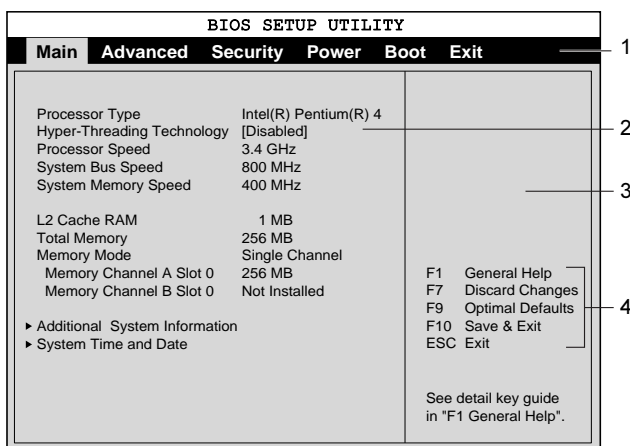 BIOS SETUP UTILITY
Main Advanced Security Power Boot Exit 1
Processor Type Intel(R) Pentium(R) 4
Hyper-Threading Technology [Disabled] 2
Processor Speed 3.4 GHz
System Bus Speed 800 MHz
System Memory Speed 400 MHz
3
L2 Cache RAM 1 MB
Total Memory 256 MB
Memory Mode Single Channel
Memory Channel A Slot 0 256 MB
Memory Channel B Slot 0 Not Installed
▸ Additional System Information
▸ System Time and Date
F1 General Help
F7 Discard Changes
F9 Optimal Defaults 4
F10 Save & Exit
ESC Exit
See detail key guide
in "F1 General Help".